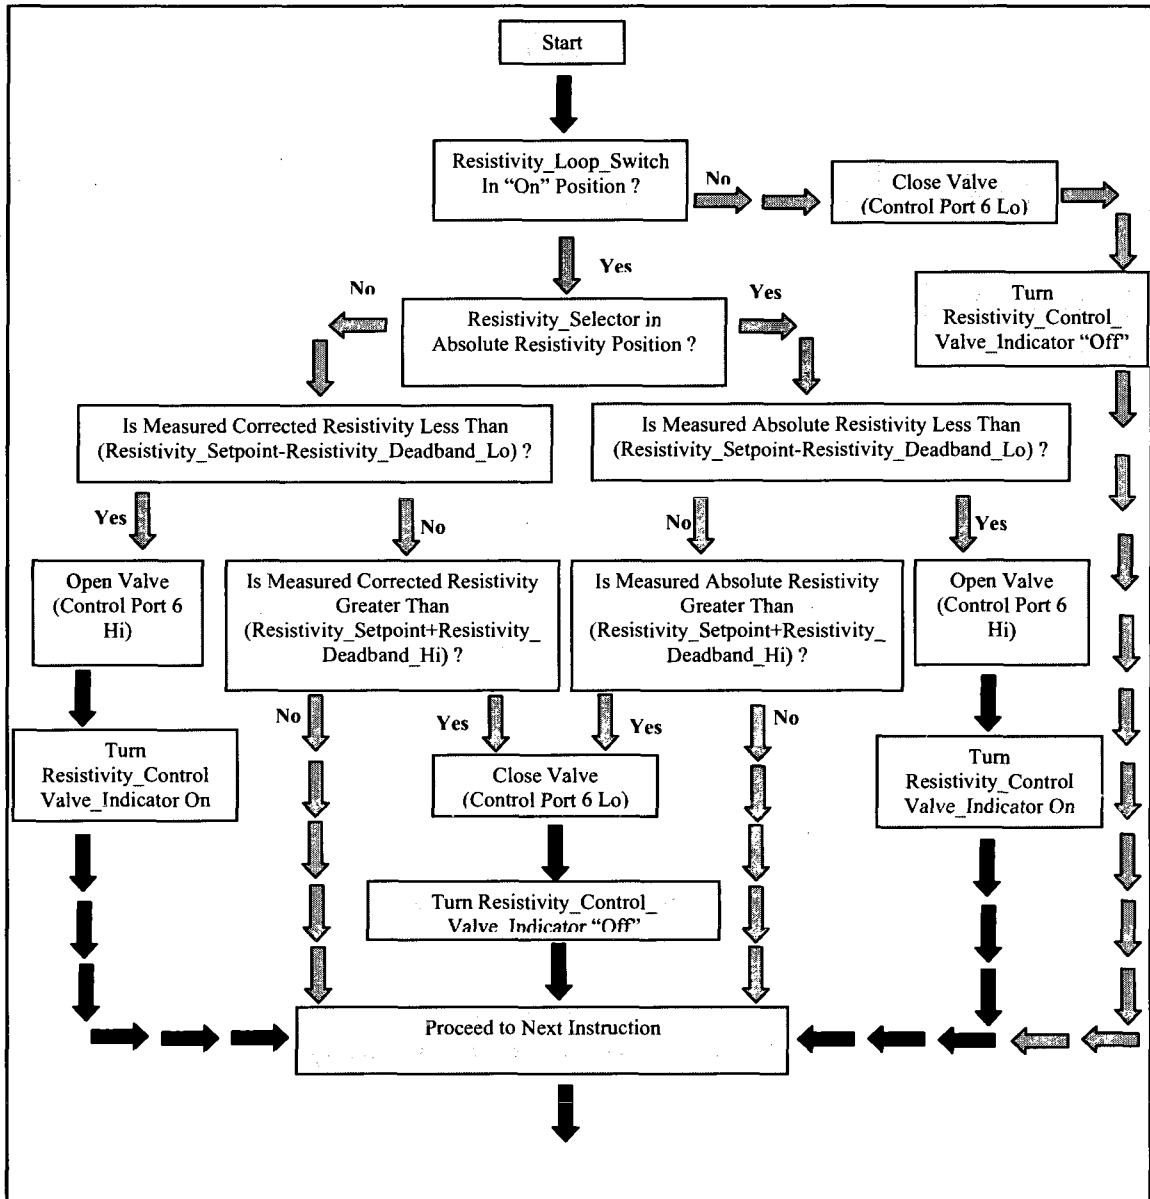 Start
Resistivity_Loop_Switch
In “On” Position ?
No
Close Valve
(Control Port 6 Lo)
Yes
No
Yes
Resistivity_Selector in
Absolute Resistivity Position ?
Turn
Resistivity_Control_
Valve_Indicator “Off”
Is Measured Corrected Resistivity Less Than
(Resistivity_Setpoint-Resistivity_Deadband_Lo) ?
Is Measured Absolute Resistivity Less Than
(Resistivity_Setpoint-Resistivity_Deadband_Lo) ?
Yes
No
No
Yes
Open Valve
(Control Port 6
Hi)
Is Measured Corrected Resistivity
Greater Than
(Resistivity_Setpoint+Resistivity_
Deadband_Hi) ?
Is Measured Absolute Resistivity
Greater Than
(Resistivity_Setpoint+Resistivity_
Deadband_Hi) ?
Open Valve
(Control Port 6
Hi)
No
Yes
Yes
No
Turn
Resistivity_Control
Valve_Indicator On
Close Valve
(Control Port 6 Lo)
Turn
Resistivity_Control
Valve_Indicator On
Turn Resistivity_Control_
Valve_Indicator “Off”
Proceed to Next Instruction